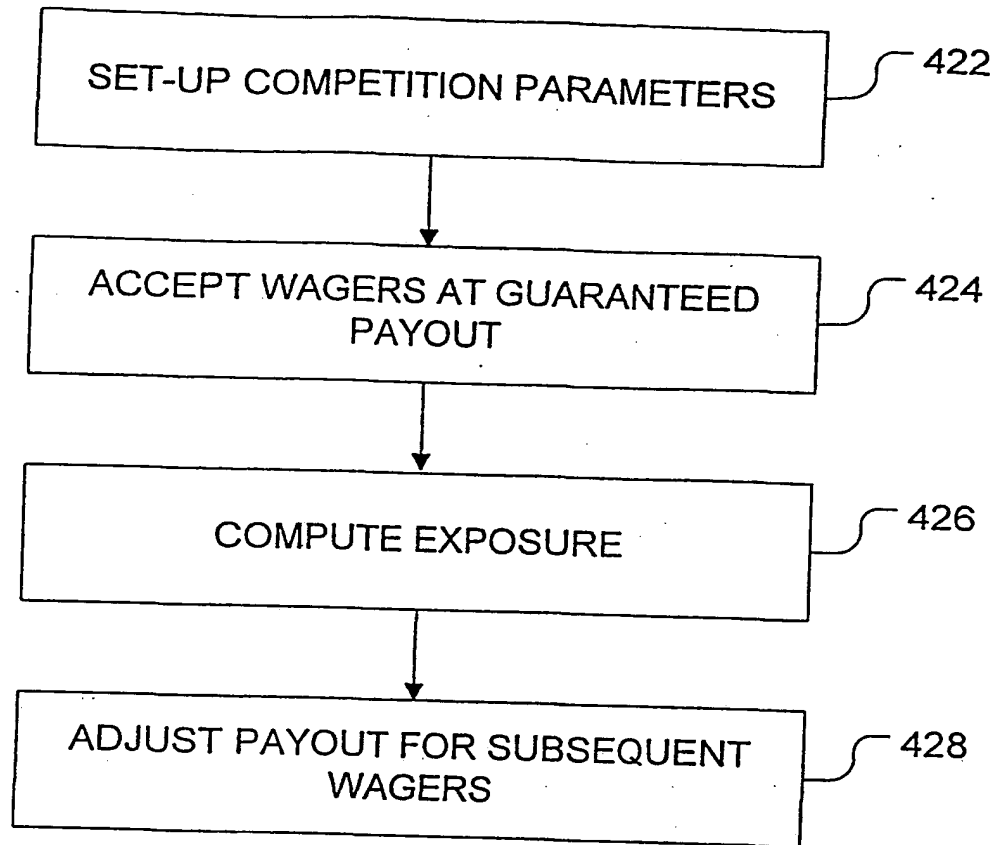 SET-UP COMPETITION PARAMETERS
422
ACCEPT WAGERS AT GUARANTEED
PAYOUT
424
COMPUTE EXPOSURE
426
ADJUST PAYOUT FOR SUBSEQUENT
WAGERS
428